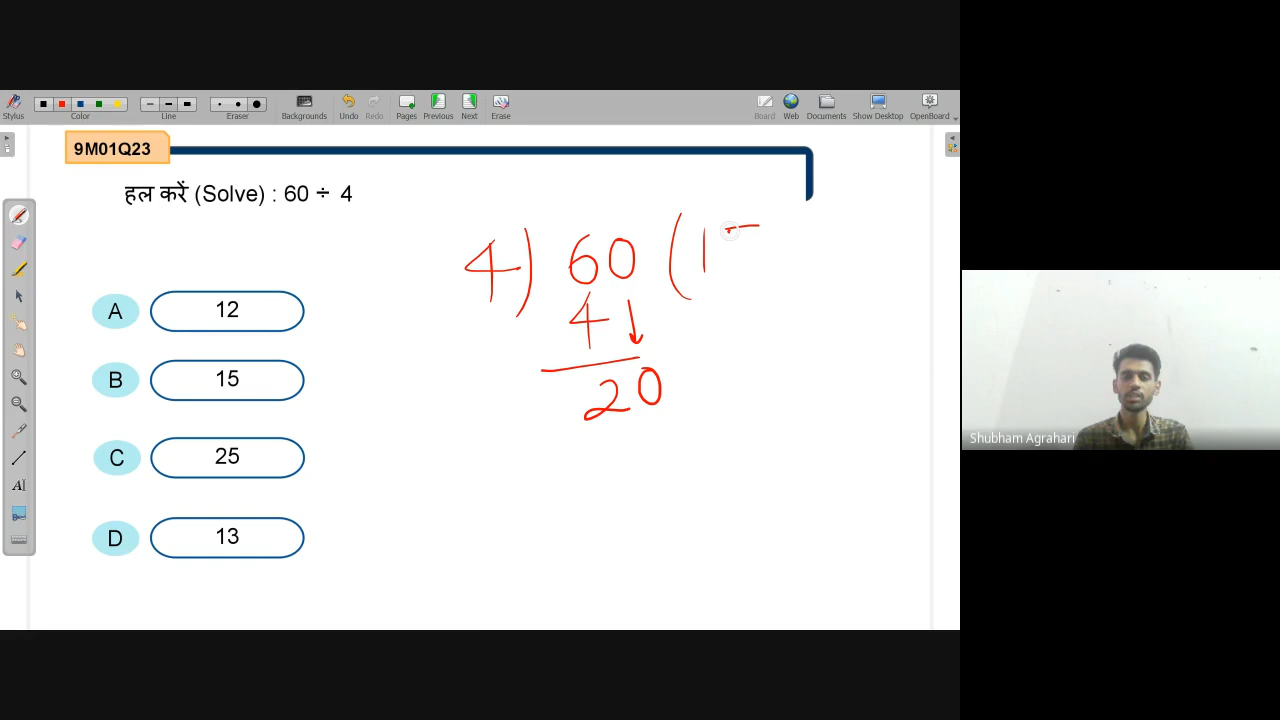 Stylus
Color
Line
Eraser
Backgrounds
Undo
Redo
Pages
Previous
Next
Erase
Board
Web
Documents
Show Desktop
OpenBoard
9M01Q23
हल करें (Solve) : 60 ÷ 4
4) 60 (1
4
20
A 12
B 15
C 25
D 13
Shubham Agrahari